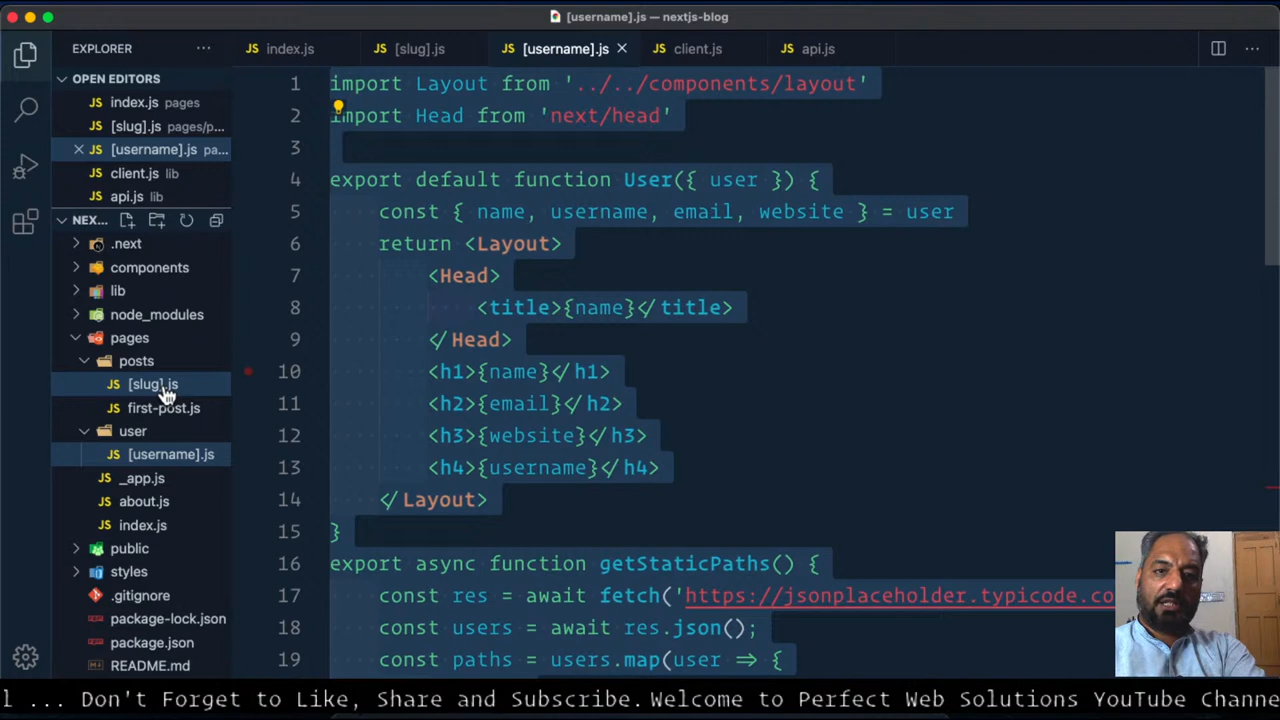 [username].js — nextjs-blog
EXPLORER
index.js
[slug].js
[username].js
client.js
api.js
OPEN EDITORS
index.js pages
[slug].js pages/p...
[username].js pa...
client.js lib
api.js lib
NEX...
.next
components
lib
node_modules
pages
posts
[slug].js
first-post.js
user
[username].js
_app.js
about.js
index.js
public
styles
.gitignore
package-lock.json
package.json
README.md
1 import Layout from '../../components/layout'
2 import Head from 'next/head'
3
4 export default function User({ user }) {
5 const { name, username, email, website } = user
6 return <Layout>
7 <Head>
8 <title>{name}</title>
9 </Head>
10 <h1>{name}</h1>
11 <h2>{email}</h2>
12 <h3>{website}</h3>
13 <h4>{username}</h4>
14 </Layout>
15 }
16 export async function getStaticPaths() {
17 const res = await fetch('https://jsonplaceholder.typicode.co
18 const users = await res.json();
19 const paths = users.map(user => {
l ... Don't Forget to Like, Share and Subscribe. Welcome to Perfect Web Solutions YouTube Channe